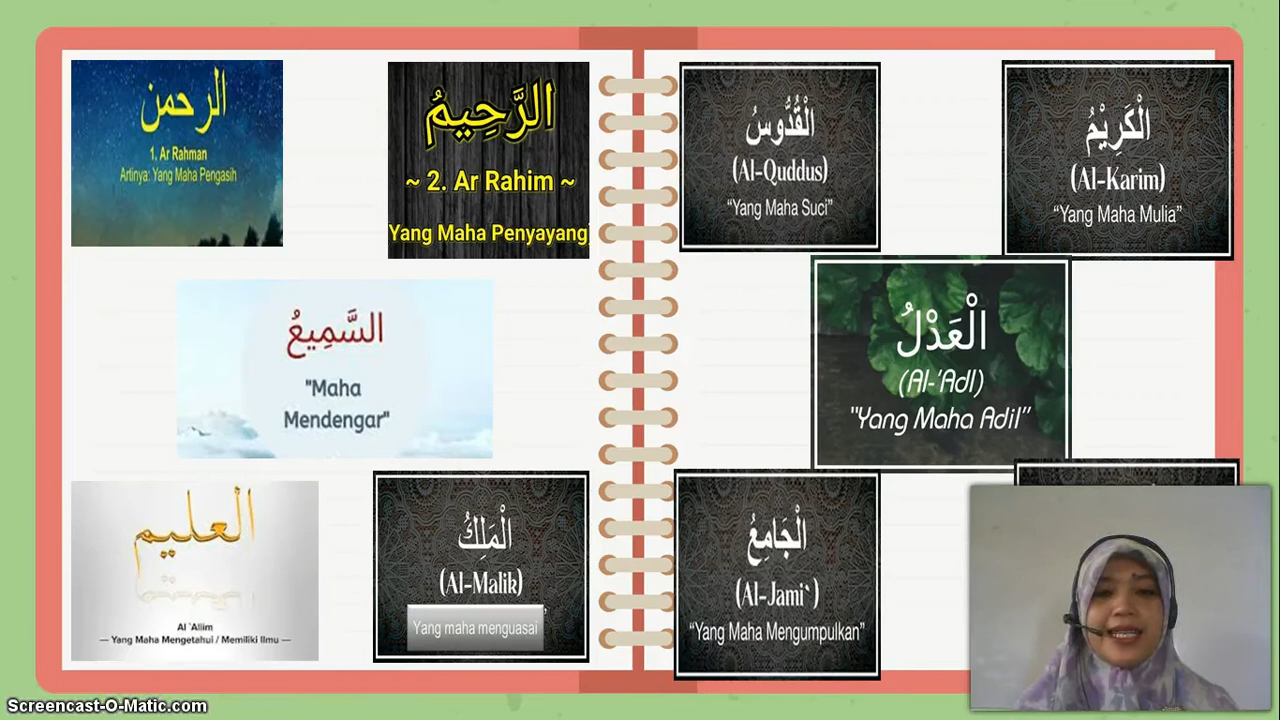 الرحمن
1. Ar Rahman
Artinya: Yang Maha Pengasih
الرَّحِيمُ
~ 2. Ar Rahim ~
Yang Maha Penyayang
السَّمِيعُ
"Maha
Mendengar"
العليم
Al `Aliim
— Yang Maha Mengetahui / Memiliki Ilmu —
الْمَلِكُ
(Al-Malik)
Yang maha menguasai
الْقُدُّوسُ
(Al-Quddus)
“Yang Maha Suci”
الْكَرِيْمُ
(Al-Karim)
“Yang Maha Mulia”
الْعَدْلُ
(Al-'Adl)
"Yang Maha Adil”
الْجَامِعُ
(Al-Jami`)
“Yang Maha Mengumpulkan”
Screencast-O-Matic.com